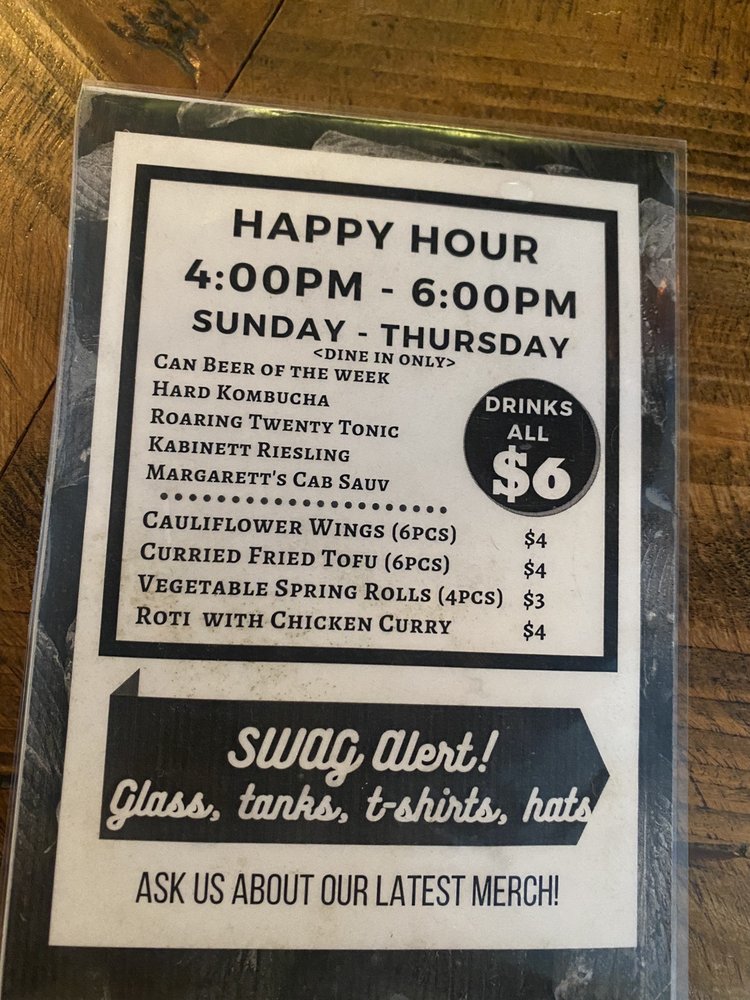 HAPPY HOUR
4:00PM - 6:00PM
SUNDAY - THURSDAY
<DINE IN ONLY>
CAN BEER OF THE WEEK
HARD KOMBUCHA
ROARING TWENTY TONIC
KABINETT RIESLING
MARGARETT'S CAB SAUV
DRINKS
ALL
$6
CAULIFLOWER WINGS (6PCS) $4
CURRIED FRIED TOFU (6PCS) $4
VEGETABLE SPRING ROLLS (4PCS) $3
ROTI WITH CHICKEN CURRY $4
SWAG Alert!
Glass, tanks, t-shirts, hats
ASK US ABOUT OUR LATEST MERCH!